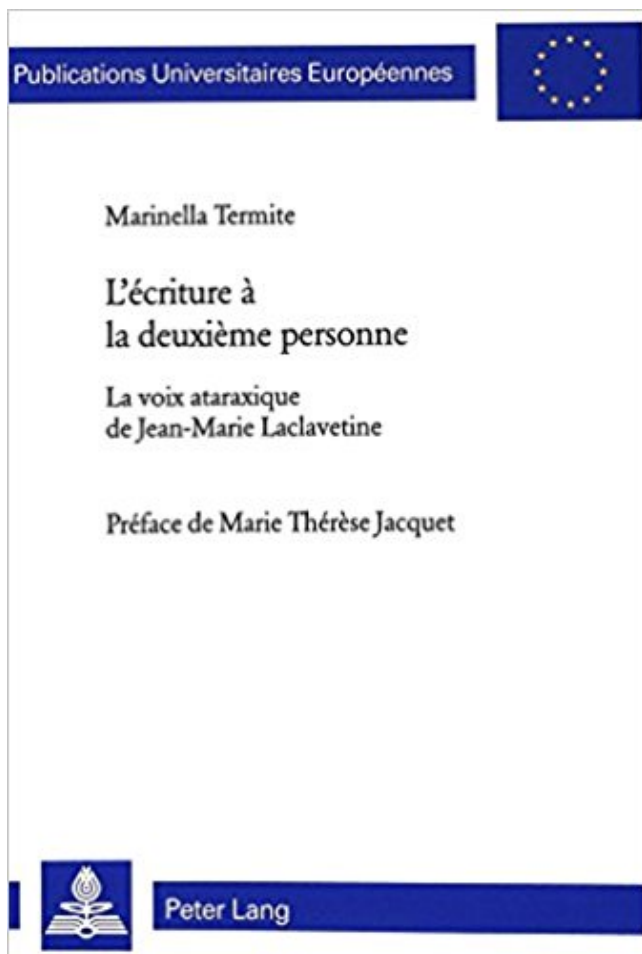 Publications Universitaires Européennes
Marinella Termite
L'écriture à
la deuxième personne
La voix ataraxique
de Jean-Marie Laclavetine
Préface de Marie Thérèse Jacquet
Peter Lang